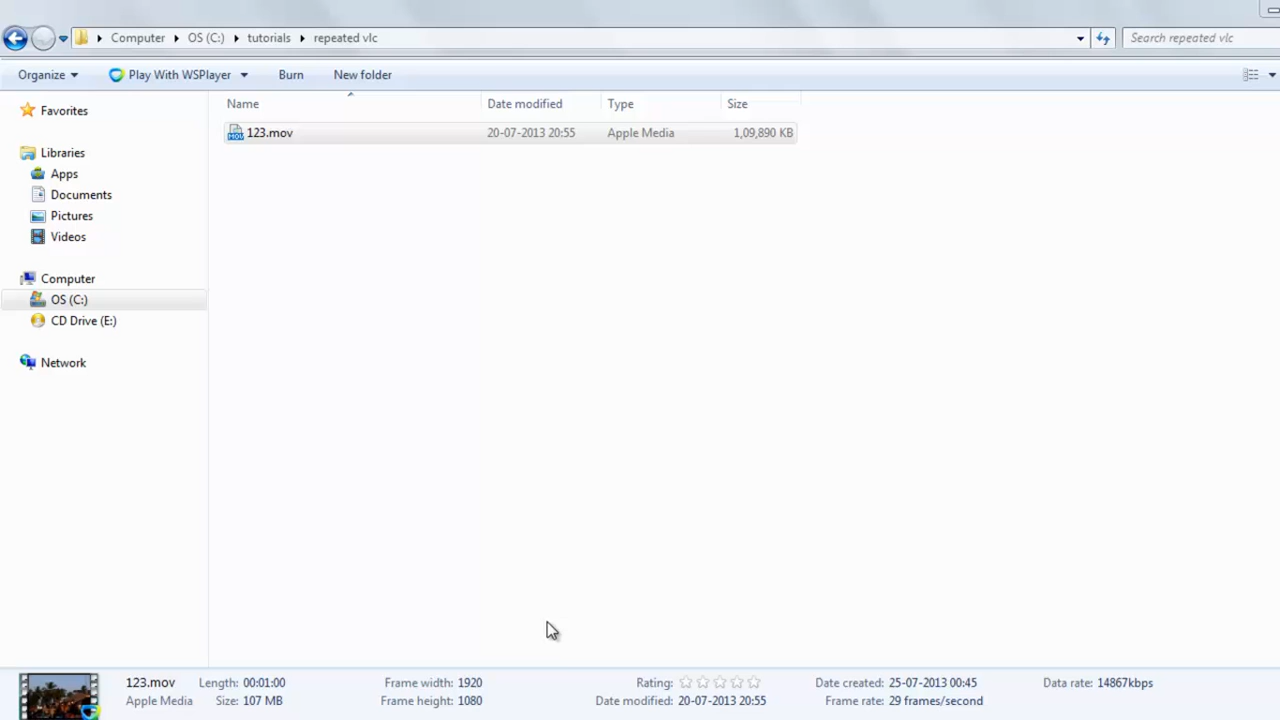 Computer OS (C:) tutorials repeated vlc Search repeated vlc
Organize Play With WSPlayer Burn New folder
Name Date modified Type Size
123.mov 20-07-2013 20:55 Apple Media 1,09,890 KB
Favorites
Libraries
Apps
Documents
Pictures
Videos
Computer
OS (C:)
CD Drive (E:)
Network
123.mov Length: 00:01:00 Frame width: 1920 Rating: Date created: 25-07-2013 00:45 Data rate: 14867kbps
Apple Media Size: 107 MB Frame height: 1080 Date modified: 20-07-2013 20:55 Frame rate: 29 frames/second